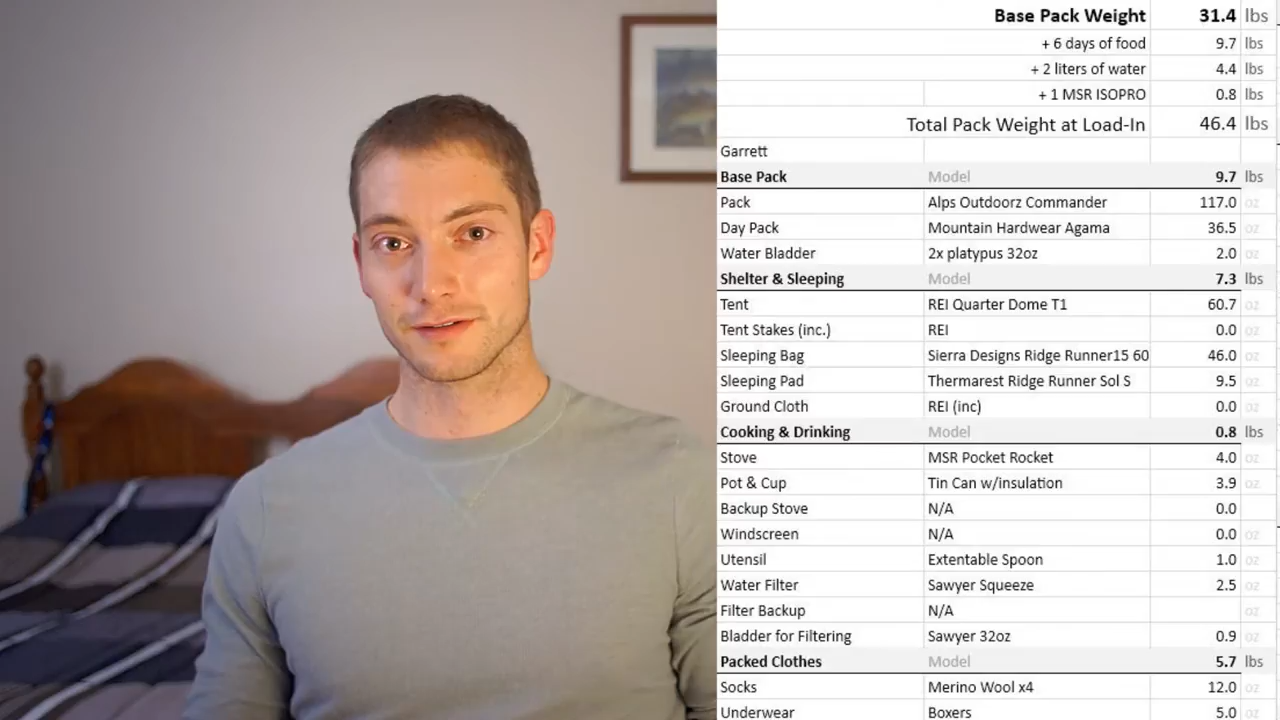 Base Pack Weight 31.4 lbs
+ 6 days of food 9.7 lbs
+ 2 liters of water 4.4 lbs
+ 1 MSR ISOPRO 0.8 lbs
Total Pack Weight at Load-In 46.4 lbs
Garrett
Base Pack Model 9.7 lbs
Pack Alps Outdoorz Commander 117.0 oz
Day Pack Mountain Hardwear Agama 36.5 oz
Water Bladder 2x platypus 32oz 2.0 oz
Shelter & Sleeping Model 7.3 lbs
Tent REI Quarter Dome T1 60.7 oz
Tent Stakes (inc.) REI 0.0 oz
Sleeping Bag Sierra Designs Ridge Runner15 60 46.0 oz
Sleeping Pad Thermarest Ridge Runner Sol S 9.5 oz
Ground Cloth REI (inc) 0.0 oz
Cooking & Drinking Model 0.8 lbs
Stove MSR Pocket Rocket 4.0 oz
Pot & Cup Tin Can w/insulation 3.9 oz
Backup Stove N/A 0.0
Windscreen N/A 0.0 oz
Utensil Extentable Spoon 1.0 oz
Water Filter Sawyer Squeeze 2.5 oz
Filter Backup N/A oz
Bladder for Filtering Sawyer 32oz 0.9 oz
Packed Clothes Model 5.7 lbs
Socks Merino Wool x4 12.0 oz
Underwear Boxers 5.0 oz